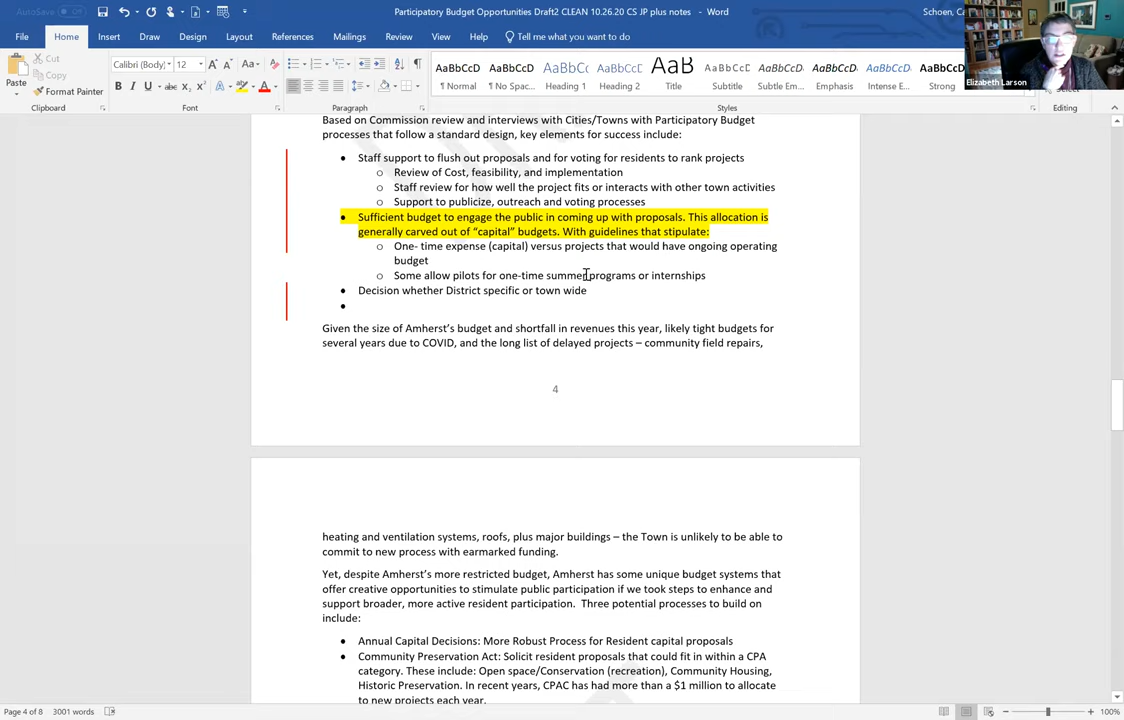 AutoSave Off Participatory Budget Opportunities Draft2 CLEAN 10.26.20 CS JP plus notes - Word Schoen, Ca
File Home Insert Draw Design Layout References Mailings Review View Help Tell me what you want to do
Paste Cut Copy Format Painter
Calibri (Body) 12
AaBbCcD AaBbCcD AaBbCc AaBbCcD AaB AaBbCcD AaBbCcD AaBbCcD AaBbCcD AaBbCcD
¶ Normal ¶ No Spac... Heading 1 Heading 2 Title Subtitle Subtle Em... Emphasis Intense E... Strong
Elizabeth Larson
Clipboard Font Paragraph Styles Editing
Based on Commission review and interviews with Cities/Towns with Participatory Budget
processes that follow a standard design, key elements for success include:
• Staff support to flush out proposals and for voting for residents to rank projects
o Review of Cost, feasibility, and implementation
o Staff review for how well the project fits or interacts with other town activities
o Support to publicize, outreach and voting processes
• Sufficient budget to engage the public in coming up with proposals. This allocation is
generally carved out of “capital” budgets. With guidelines that stipulate:
o One- time expense (capital) versus projects that would have ongoing operating
budget
o Some allow pilots for one-time summer programs or internships
• Decision whether District specific or town wide
•
Given the size of Amherst’s budget and shortfall in revenues this year, likely tight budgets for
several years due to COVID, and the long list of delayed projects – community field repairs,
4
heating and ventilation systems, roofs, plus major buildings – the Town is unlikely to be able to
commit to new process with earmarked funding.
Yet, despite Amherst’s more restricted budget, Amherst has some unique budget systems that
offer creative opportunities to stimulate public participation if we took steps to enhance and
support broader, more active resident participation. Three potential processes to build on
include:
• Annual Capital Decisions: More Robust Process for Resident capital proposals
• Community Preservation Act: Solicit resident proposals that could fit in within a CPA
category. These include: Open space/Conservation (recreation), Community Housing,
Historic Preservation. In recent years, CPAC has had more than a $1 million to allocate
to new projects each year.
Page 4 of 8 3001 words 100%